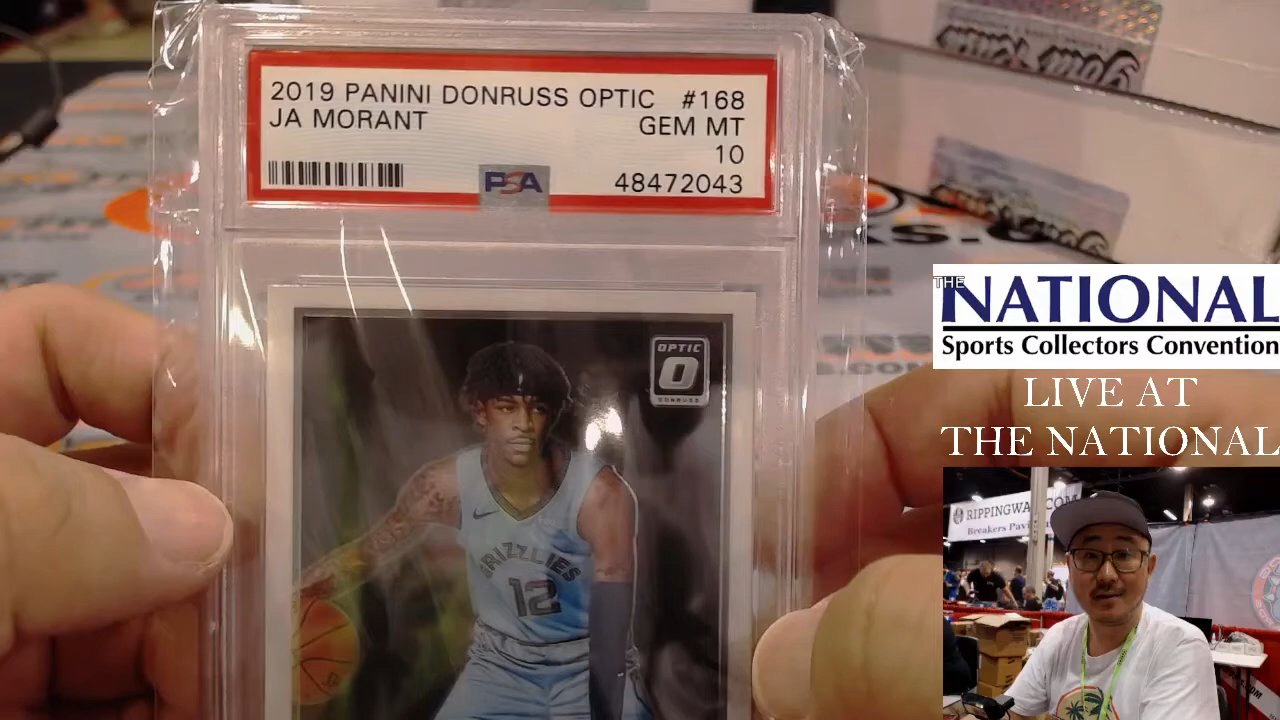 2019 PANINI DONRUSS OPTIC #168
JA MORANT GEM MT
10
PSA 48472043
OPTIC
O
DONRUSS
GRIZZLIES
12
THE
NATIONAL
Sports Collectors Convention
LIVE AT
THE NATIONAL
Breakers Pavi